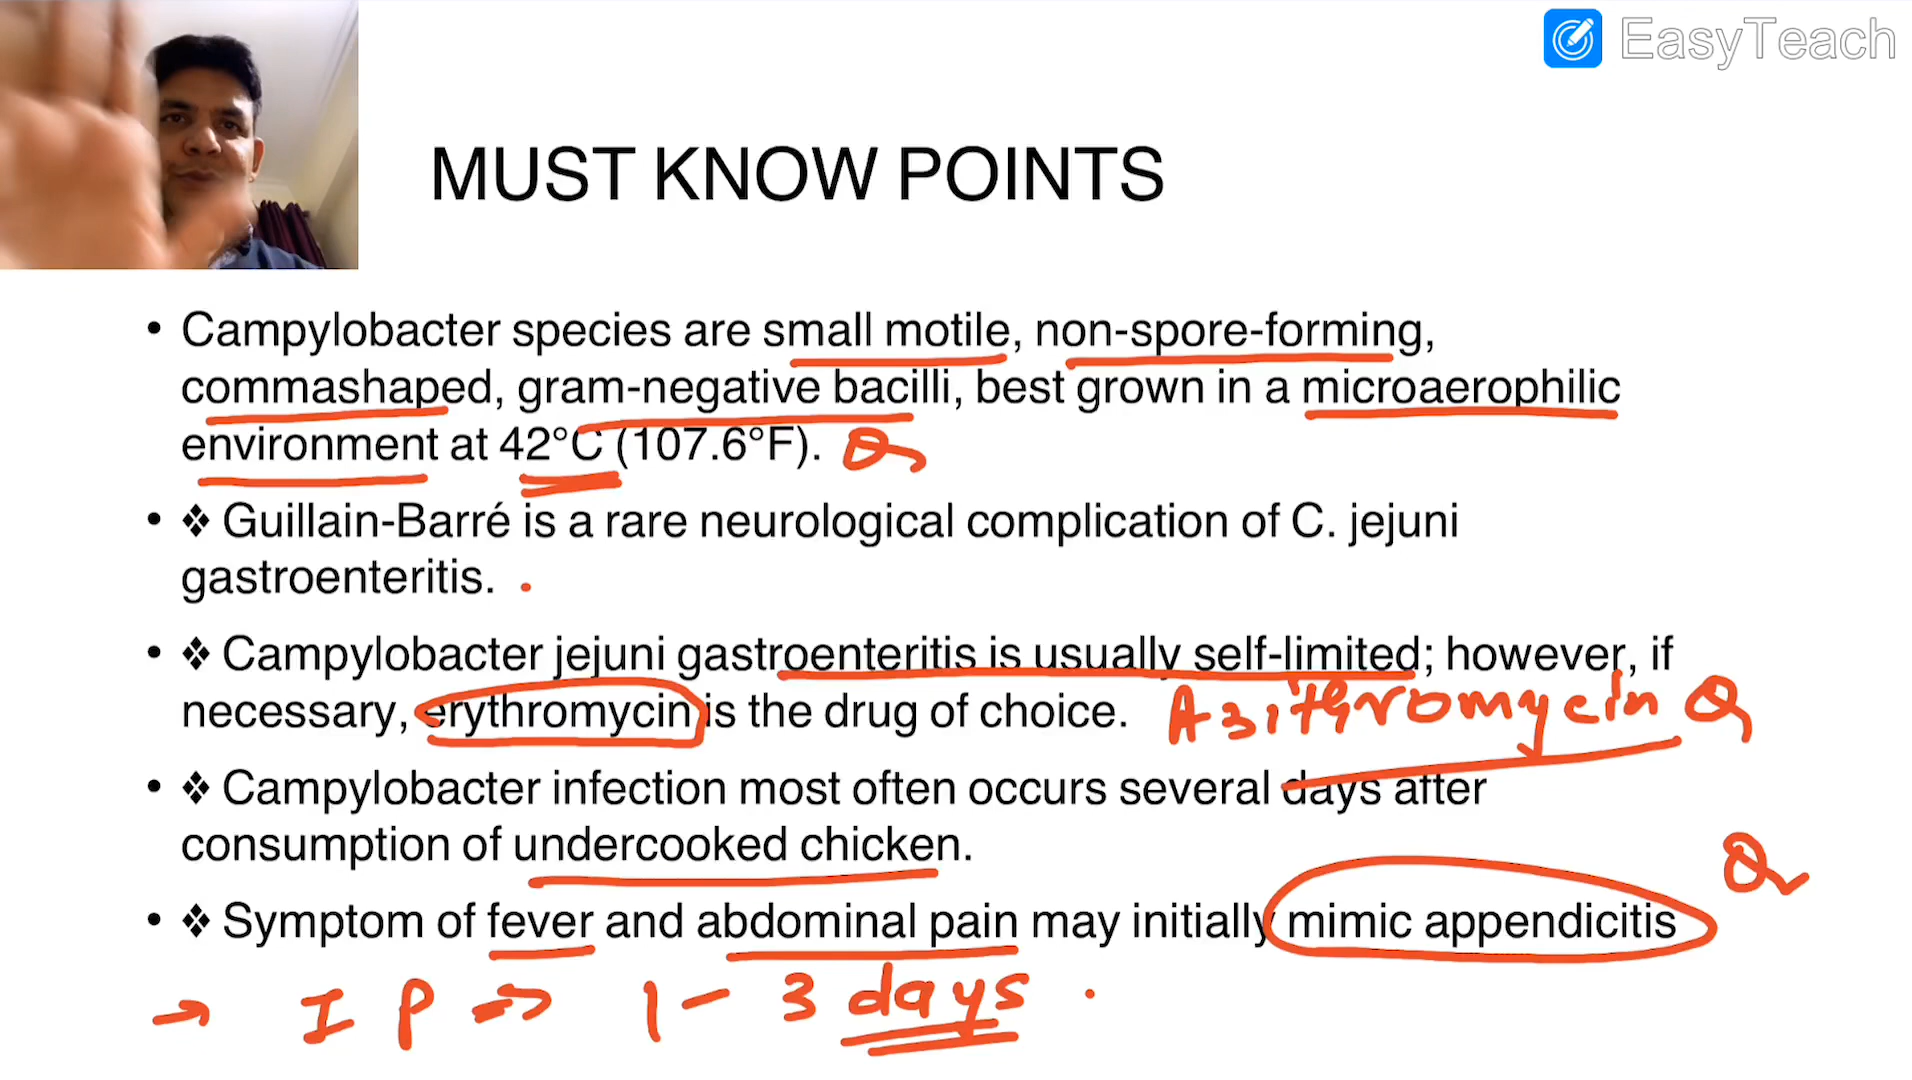 EasyTeach
MUST KNOW POINTS
• Campylobacter species are small motile, non-spore-forming,
commashaped, gram-negative bacilli, best grown in a microaerophilic
environment at 42°C (107.6°F).
• ❖ Guillain-Barré is a rare neurological complication of C. jejuni
gastroenteritis.
• ❖ Campylobacter jejuni gastroenteritis is usually self-limited; however, if
necessary, erythromycin is the drug of choice. Azithromycin Q
• ❖ Campylobacter infection most often occurs several days after
consumption of undercooked chicken.
• ❖ Symptom of fever and abdominal pain may initially mimic appendicitis
→ IP ⇒ 1 - 3 days